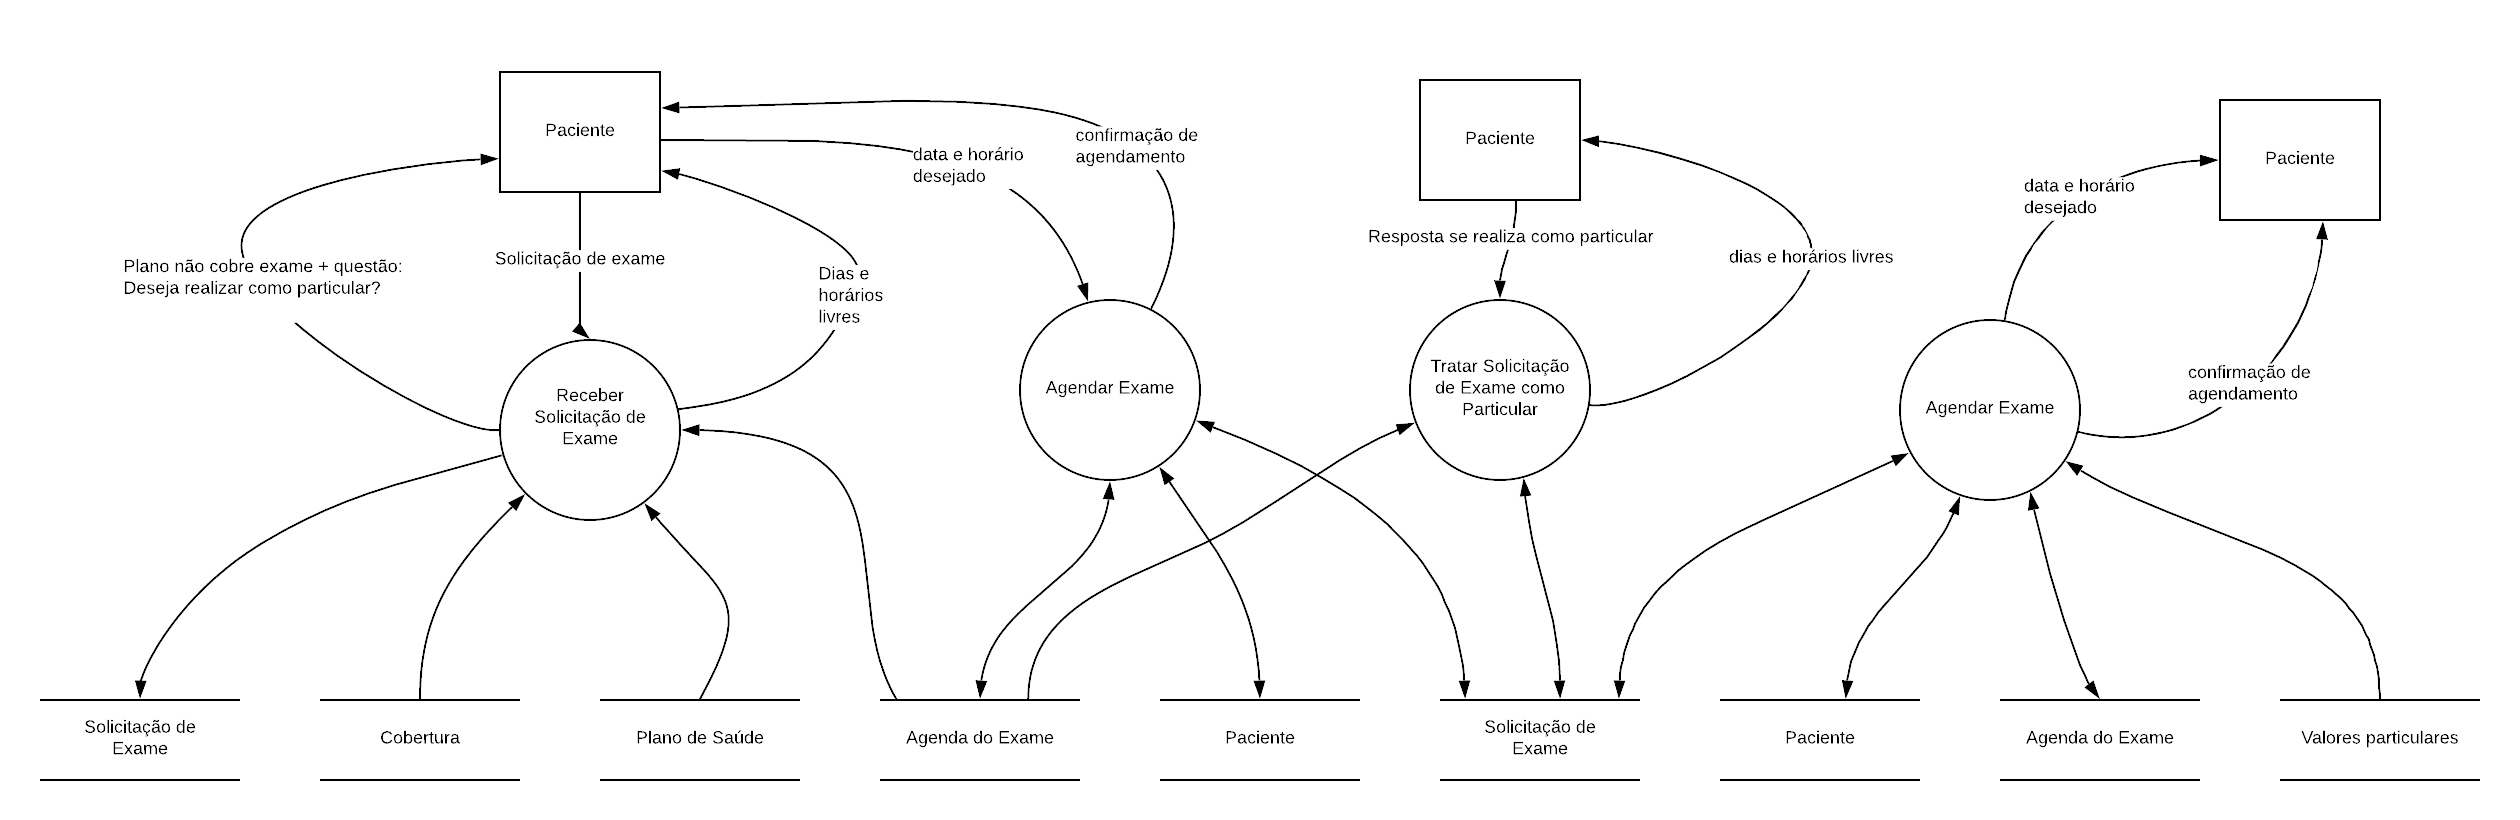 Paciente
Paciente
Paciente
confirmação de
agendamento
data e horário
desejado
data e horário
desejado
Resposta se realiza como particular
Solicitação de exame
dias e horários livres
Plano não cobre exame + questão:
Deseja realizar como particular?
Dias e
horários
livres
Receber
Solicitação de
Exame
Agendar Exame
Tratar Solicitação
de Exame como
Particular
Agendar Exame
confirmação de
agendamento
Solicitação de
Exame
Cobertura
Plano de Saúde
Agenda do Exame
Paciente
Solicitação de
Exame
Paciente
Agenda do Exame
Valores particulares